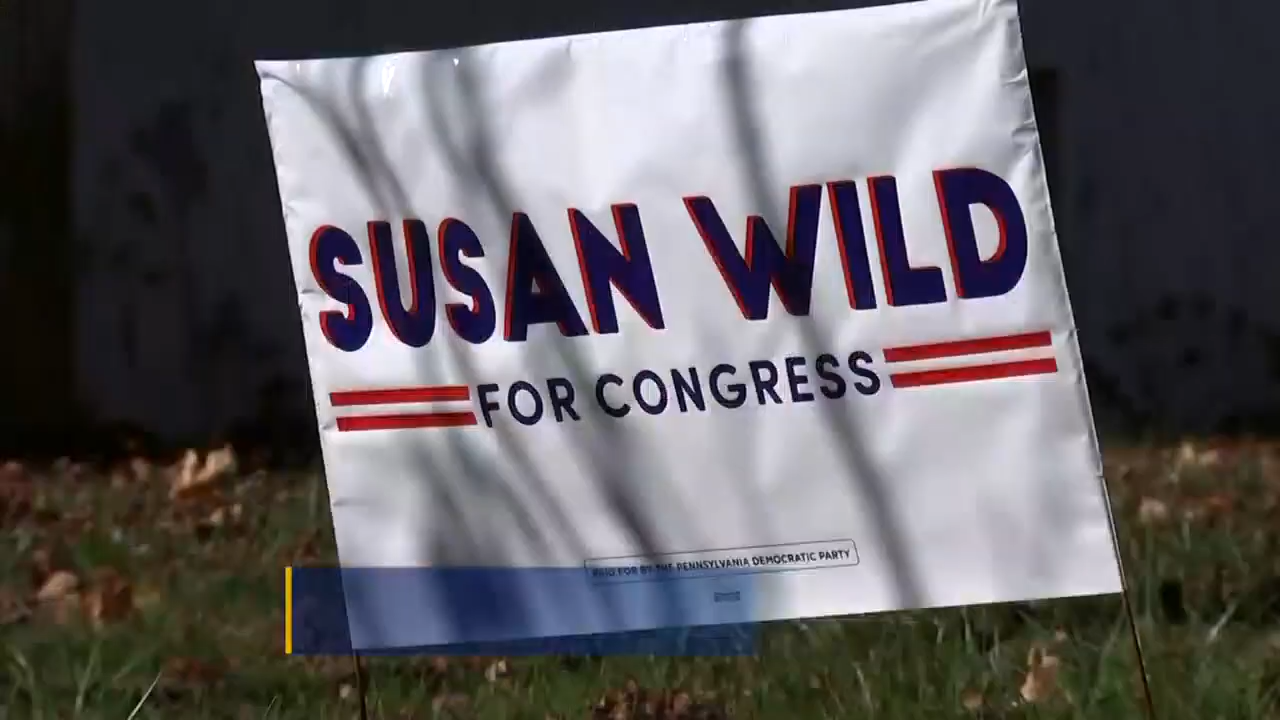 SUSAN WILD
FOR CONGRESS
PAID FOR BY THE PENNSYLVANIA DEMOCRATIC PARTY